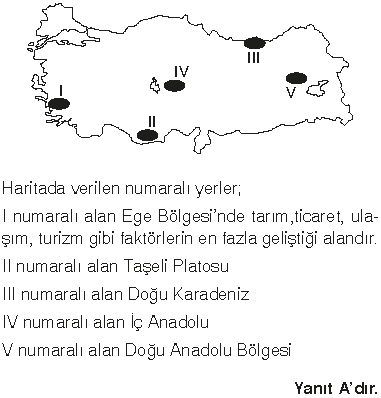 I
II
III
IV
V
Haritada verilen numaralı yerler;
I numaralı alan Ege Bölgesi'nde tarım,ticaret, ula-
şım, turizm gibi faktörlerin en fazla geliştiği alandır.
II numaralı alan Taşeli Platosu
III numaralı alan Doğu Karadeniz
IV numaralı alan İç Anadolu
V numaralı alan Doğu Anadolu Bölgesi
Yanıt A'dır.